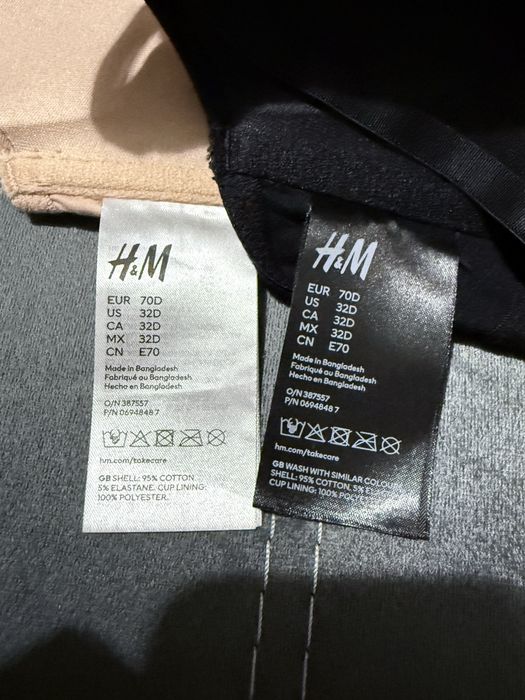 H&M
EUR 70D
US 32D
CA 32D
MX 32D
CN E70
Made in Bangladesh
Fabriqué au Bangladesh
Hecho en Bangladesh
O/N 387557
P/N 0694848 7
hm.com/takecare
GB SHELL: 95% COTTON,
5% ELASTANE. CUP LINING:
100% POLYESTER.
H&M
EUR 70D
US 32D
CA 32D
MX 32D
CN E70
Made in Bangladesh
Fabriqué au Bangladesh
Hecho en Bangladesh
O/N 387557
P/N 0694848 7
hm.com/takecare
GB WASH WITH SIMILAR COLOU
SHELL: 95% COTTON, 5% E
CUP LINING: 100% POLYEST